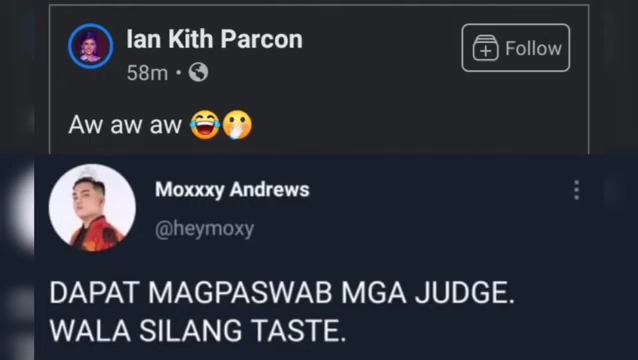 Ian Kith Parcon
Follow
58m •
Aw aw aw 😂🤭
Moxxxy Andrews
@heymoxy
DAPAT MAGPASWAB MGA JUDGE.
WALA SILANG TASTE.